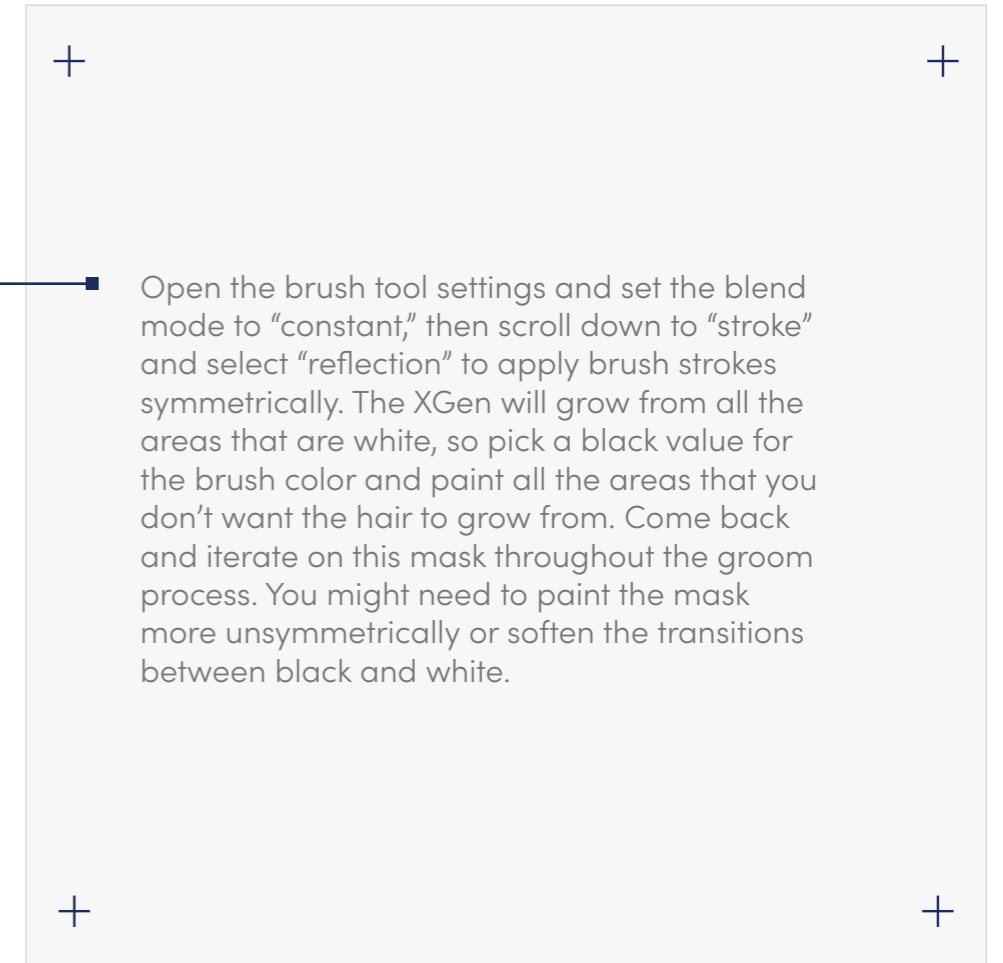 Open the brush tool settings and set the blend
mode to “constant,” then scroll down to “stroke”
and select “reflection” to apply brush strokes
symmetrically. The XGen will grow from all the
areas that are white, so pick a black value for
the brush color and paint all the areas that you
don’t want the hair to grow from. Come back
and iterate on this mask throughout the groom
process. You might need to paint the mask
more unsymmetrically or soften the transitions
between black and white.